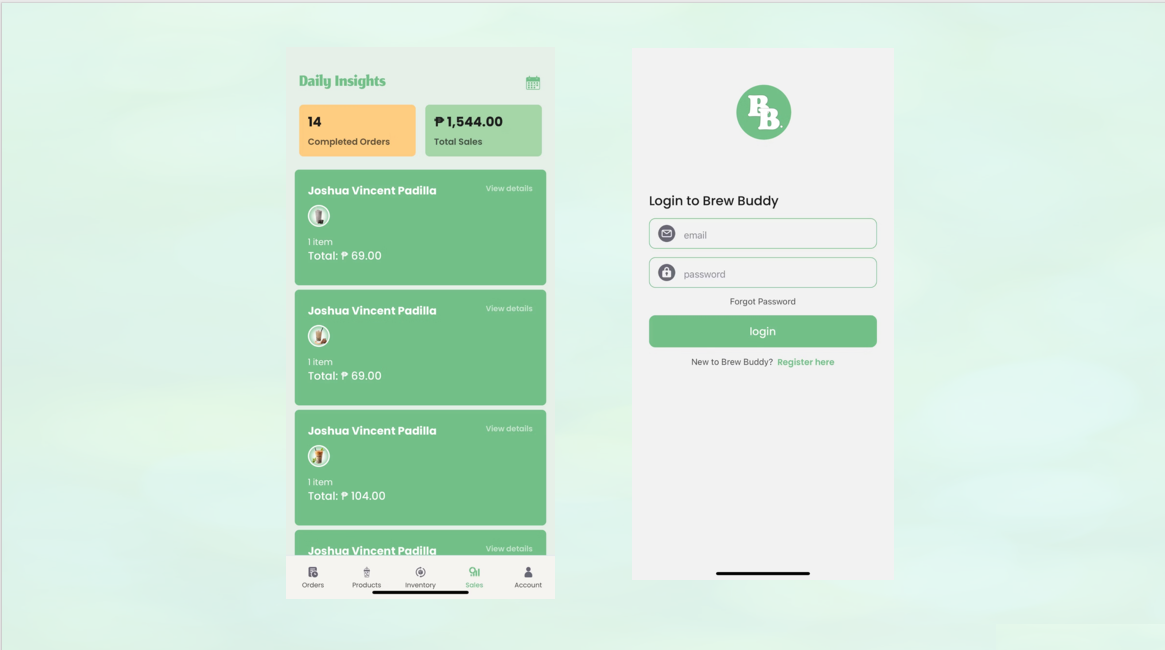 Daily Insights
14
Completed Orders
₱ 1,544.00
Total Sales
Joshua Vincent Padilla
View details
1 item
Total: ₱ 69.00
Joshua Vincent Padilla
View details
1 item
Total: ₱ 69.00
Joshua Vincent Padilla
View details
1 item
Total: ₱ 104.00
Joshua Vincent Padilla
View details
Orders
Products
Inventory
Sales
Account
BB.
Login to Brew Buddy
email
password
Forgot Password
login
New to Brew Buddy? Register here